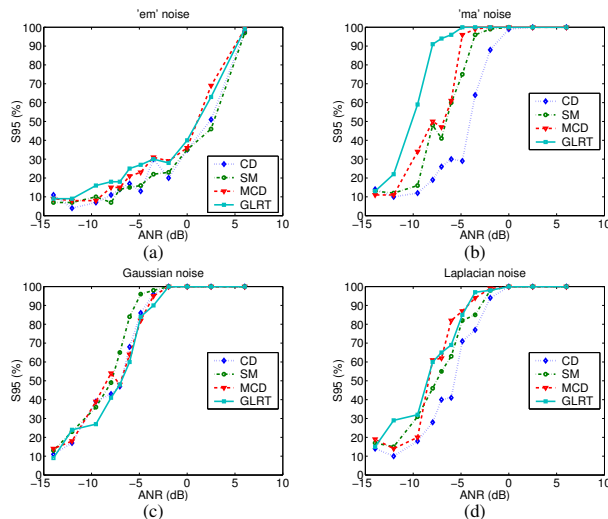 'em' noise
100
90
80
70
60
50
40
30
20
10
0
S95 (%)
CD
SM
MCD
GLRT
−15 −10 −5 0 5 10
ANR (dB)
(a)
'ma' noise
100
90
80
70
60
50
40
30
20
10
0
S95 (%)
CD
SM
MCD
GLRT
−15 −10 −5 0 5 10
ANR (dB)
(b)
Gaussian noise
100
90
80
70
60
50
40
30
20
10
0
S95 (%)
CD
SM
MCD
GLRT
−15 −10 −5 0 5 10
ANR (dB)
(c)
Laplacian noise
100
90
80
70
60
50
40
30
20
10
0
S95 (%)
CD
SM
MCD
GLRT
−15 −10 −5 0 5 10
ANR (dB)
(d)